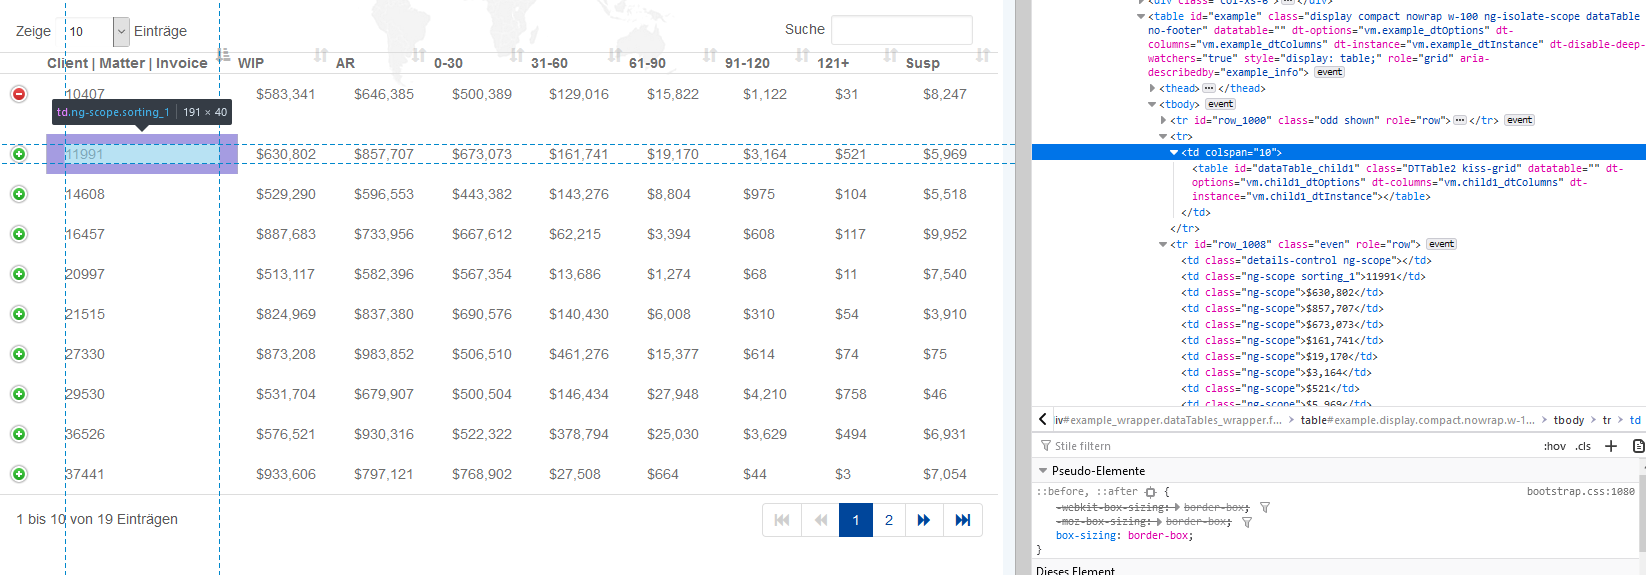 Zeige 10 Einträge Suche
Client | Matter | Invoice WIP AR 0-30 31-60 61-90 91-120 121+ Susp
10407 $583,341 $646,385 $500,389 $129,016 $15,822 $1,122 $31 $8,247
td.ng-scope.sorting_1 191 × 40
11991 $630,802 $857,707 $673,073 $161,741 $19,170 $3,164 $521 $5,969
14608 $529,290 $596,553 $443,382 $143,276 $8,804 $975 $104 $5,518
16457 $887,683 $733,956 $667,612 $62,215 $3,394 $608 $117 $9,952
20997 $513,117 $582,396 $567,354 $13,686 $1,274 $68 $11 $7,540
21515 $824,969 $837,380 $690,576 $140,430 $6,008 $310 $54 $3,910
27330 $873,208 $983,852 $506,510 $461,276 $15,377 $614 $74 $75
29530 $531,704 $679,907 $500,504 $146,434 $27,948 $4,210 $758 $46
36526 $576,521 $930,316 $522,322 $378,794 $25,030 $3,629 $494 $6,931
37441 $933,606 $797,121 $768,902 $27,508 $664 $44 $3 $7,054
1 bis 10 von 19 Einträgen
1 2
<div class="col-xs-6">…</div>
<table id="example" class="display compact nowrap w-100 ng-isolate-scope dataTable
no-footer" datatable="" dt-options="vm.example_dtOptions" dt-
columns="vm.example_dtColumns" dt-instance="vm.example_dtInstance" dt-disable-deep-
watchers="true" style="display: table;" role="grid" aria-
describedby="example_info"> event
<thead>…</thead>
<tbody> event
<tr id="row_1000" class="odd shown" role="row">…</tr> event
<tr>
<td colspan="10">
<table id="dataTable_child1" class="DTTable2 kiss-grid" datatable="" dt-
options="vm.child1_dtOptions" dt-columns="vm.child1_dtColumns" dt-
instance="vm.child1_dtInstance"></table>
</td>
</tr>
<tr id="row_1008" class="even" role="row"> event
<td class="details-control ng-scope"></td>
<td class="ng-scope sorting_1">11991</td>
<td class="ng-scope">$630,802</td>
<td class="ng-scope">$857,707</td>
<td class="ng-scope">$673,073</td>
<td class="ng-scope">$161,741</td>
<td class="ng-scope">$19,170</td>
<td class="ng-scope">$3,164</td>
<td class="ng-scope">$521</td>
<td class="ng-scope">$5,969</td>
iv#example_wrapper.dataTables_wrapper.f… > table#example.display.compact.nowrap.w-1… > tbody > tr > td
Stile filtern :hov .cls +
Pseudo-Elemente
::before, ::after { bootstrap.css:1080
-webkit-box-sizing: border-box;
-moz-box-sizing: border-box;
box-sizing: border-box;
}
Dieses Element